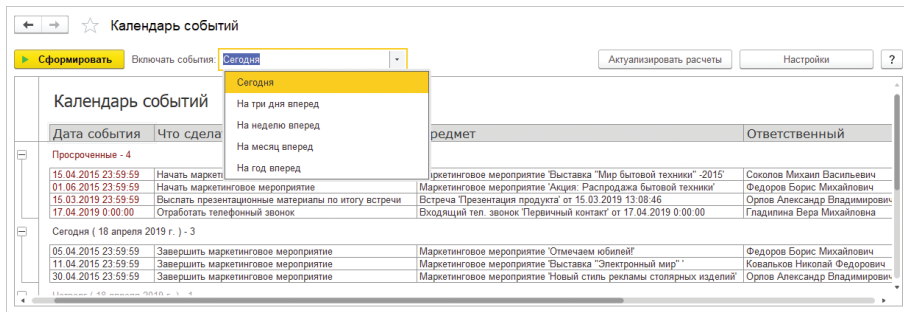 Календарь событий
Сформировать Включать события: Сегодня Актуализировать расчеты Настройки ?
Сегодня
На три дня вперед
На неделю вперед
На месяц вперед
На год вперед
Календарь событий
Дата события Что сдела редмет Ответственный
Просроченные - 4
15.04.2015 23:59:59 Начать маркети ркетинговое мероприятие 'Выставка "Мир бытовой техники" -2015' Соколов Михаил Васильевич
01.06.2015 23:59:59 Начать маркетинговое мероприятие Маркетинговое мероприятие 'Акция: Распродажа бытовой техники' Федоров Борис Михайлович
15.03.2019 23:59:59 Выслать презентационные материалы по итогу встречи Встреча 'Презентация продукта' от 15.03.2019 13:08:46 Орлов Александр Владимирович
17.04.2019 0:00:00 Отработать телефонный звонок Входящий тел. звонок 'Первичный контакт' от 17.04.2019 0:00:00 Гладилина Вера Михайловна
Сегодня ( 18 апреля 2019 г. ) - 3
05.04.2015 23:59:59 Завершить маркетинговое мероприятие Маркетинговое мероприятие 'Отмечаем юбилей!' Федоров Борис Михайлович
11.04.2015 23:59:59 Завершить маркетинговое мероприятие Маркетинговое мероприятие 'Выставка "Электронный мир" ' Ковальков Николай Федорович
30.04.2015 23:59:59 Завершить маркетинговое мероприятие Маркетинговое мероприятие 'Новый стиль рекламы столярных изделий' Орлов Александр Владимирович